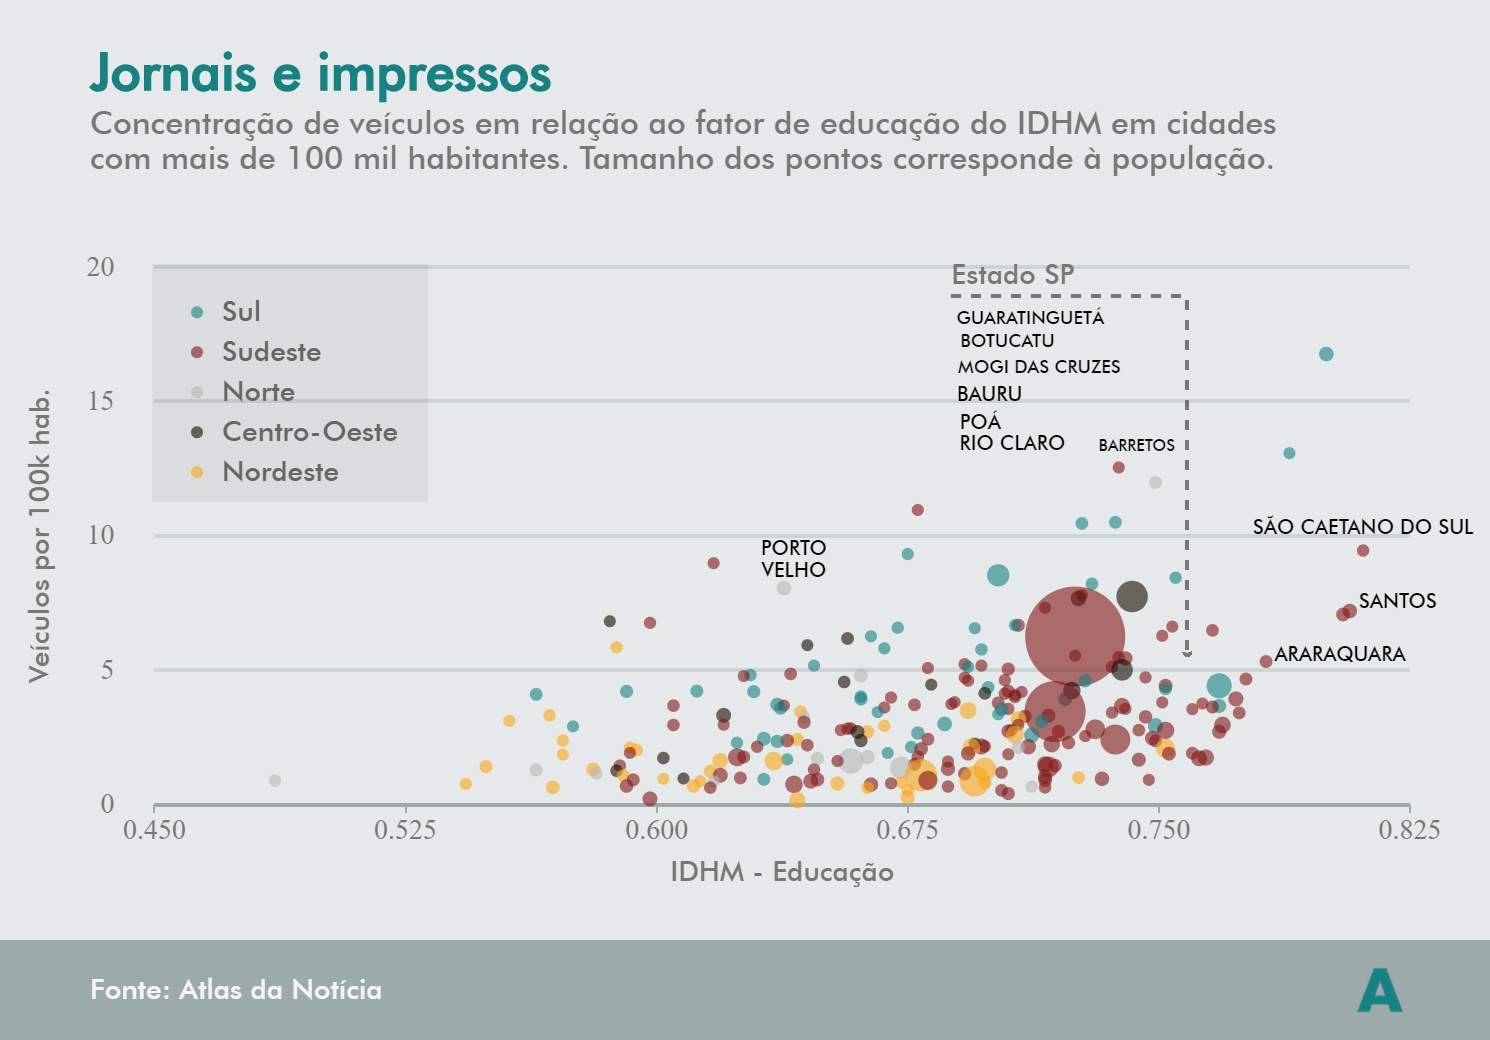 Jornais e impressos
Concentração de veículos em relação ao fator de educação do IDHM em cidades
com mais de 100 mil habitantes. Tamanho dos pontos corresponde à população.
20
15
10
5
0
Veículos por 100k hab.
Sul
Sudeste
Norte
Centro-Oeste
Nordeste
Estado SP
GUARATINGUETÁ
BOTUCATU
MOGI DAS CRUZES
BAURU
POÁ
RIO CLARO
BARRETOS
SÃO CAETANO DO SUL
PORTO
VELHO
SANTOS
ARARAQUARA
0.450
0.525
0.600
0.675
0.750
0.825
IDHM - Educação
Fonte: Atlas da Notícia
A